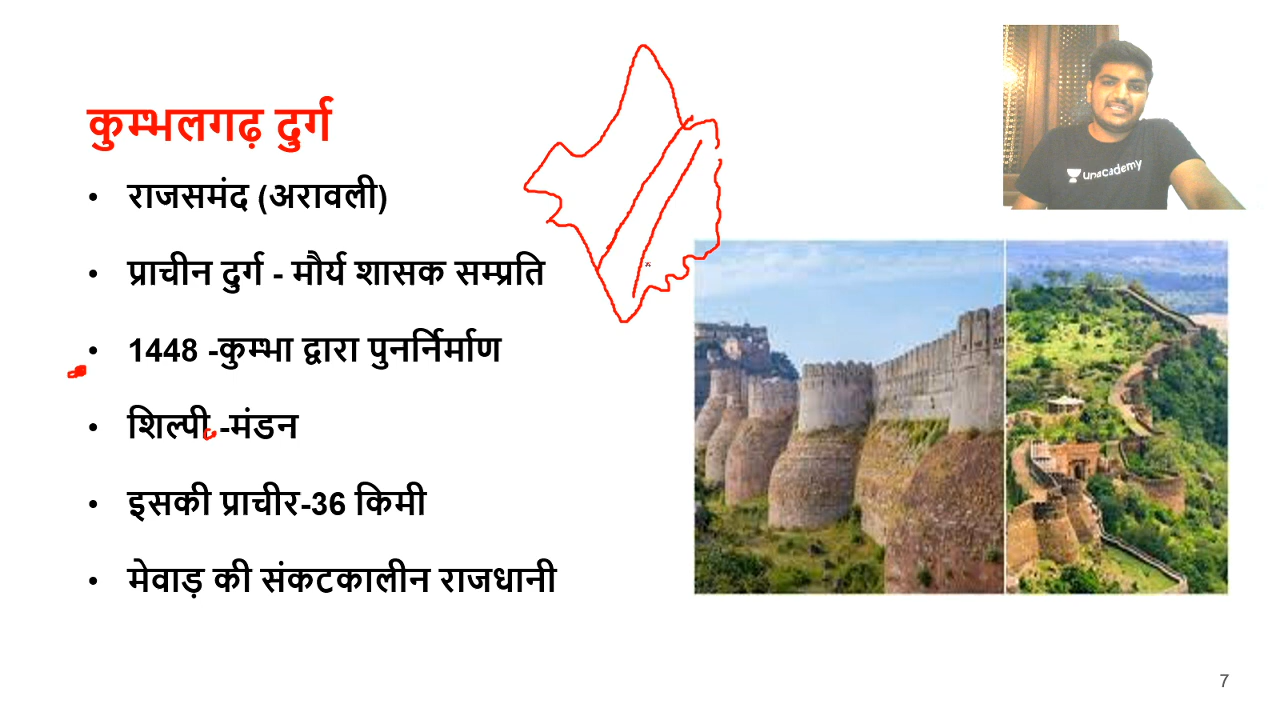 कुम्भलगढ़ दुर्ग
• राजसमंद (अरावली)
• प्राचीन दुर्ग - मौर्य शासक सम्प्रति
• 1448 -कुम्भा द्वारा पुनर्निर्माण
• शिल्पी -मंडन
• इसकी प्राचीर-36 किमी
• मेवाड़ की संकटकालीन राजधानी
unacademy
7